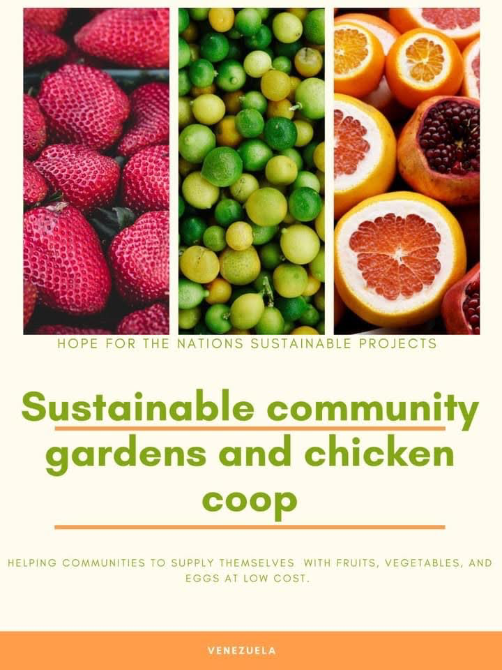 HOPE FOR THE NATIONS SUSTAINABLE PROJECTS
Sustainable community
gardens and chicken
coop
HELPING COMMUNITIES TO SUPPLY THEMSELVES WITH FRUITS, VEGETABLES, AND
EGGS AT LOW COST.
VENEZUELA